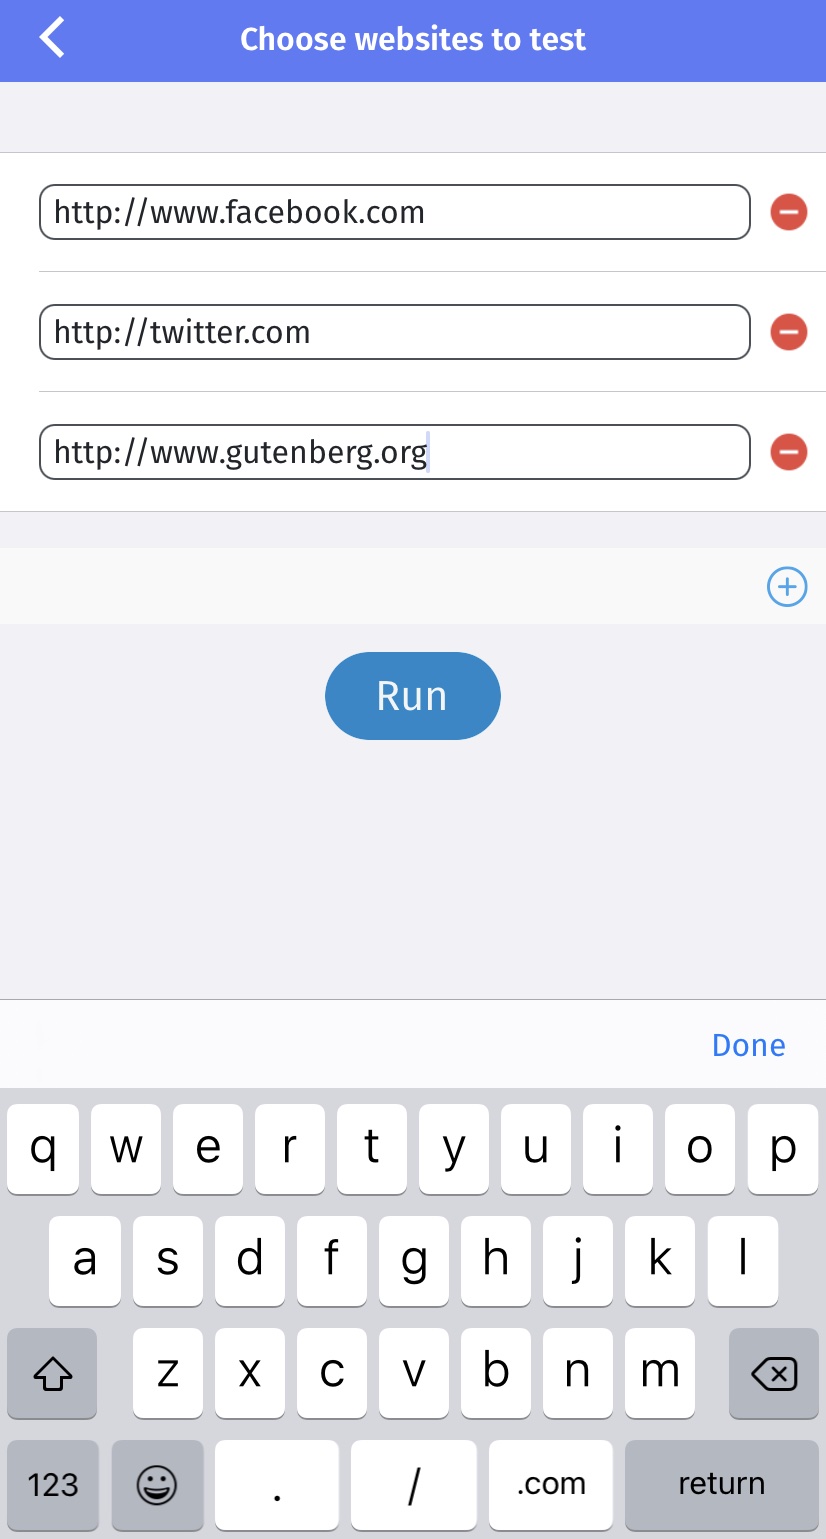 Choose websites to test
http://www.facebook.com
http://twitter.com
http://www.gutenberg.org
Run
Done
q w e r t y u i o p
a s d f g h j k l
z x c v b n m
123 . / .com return